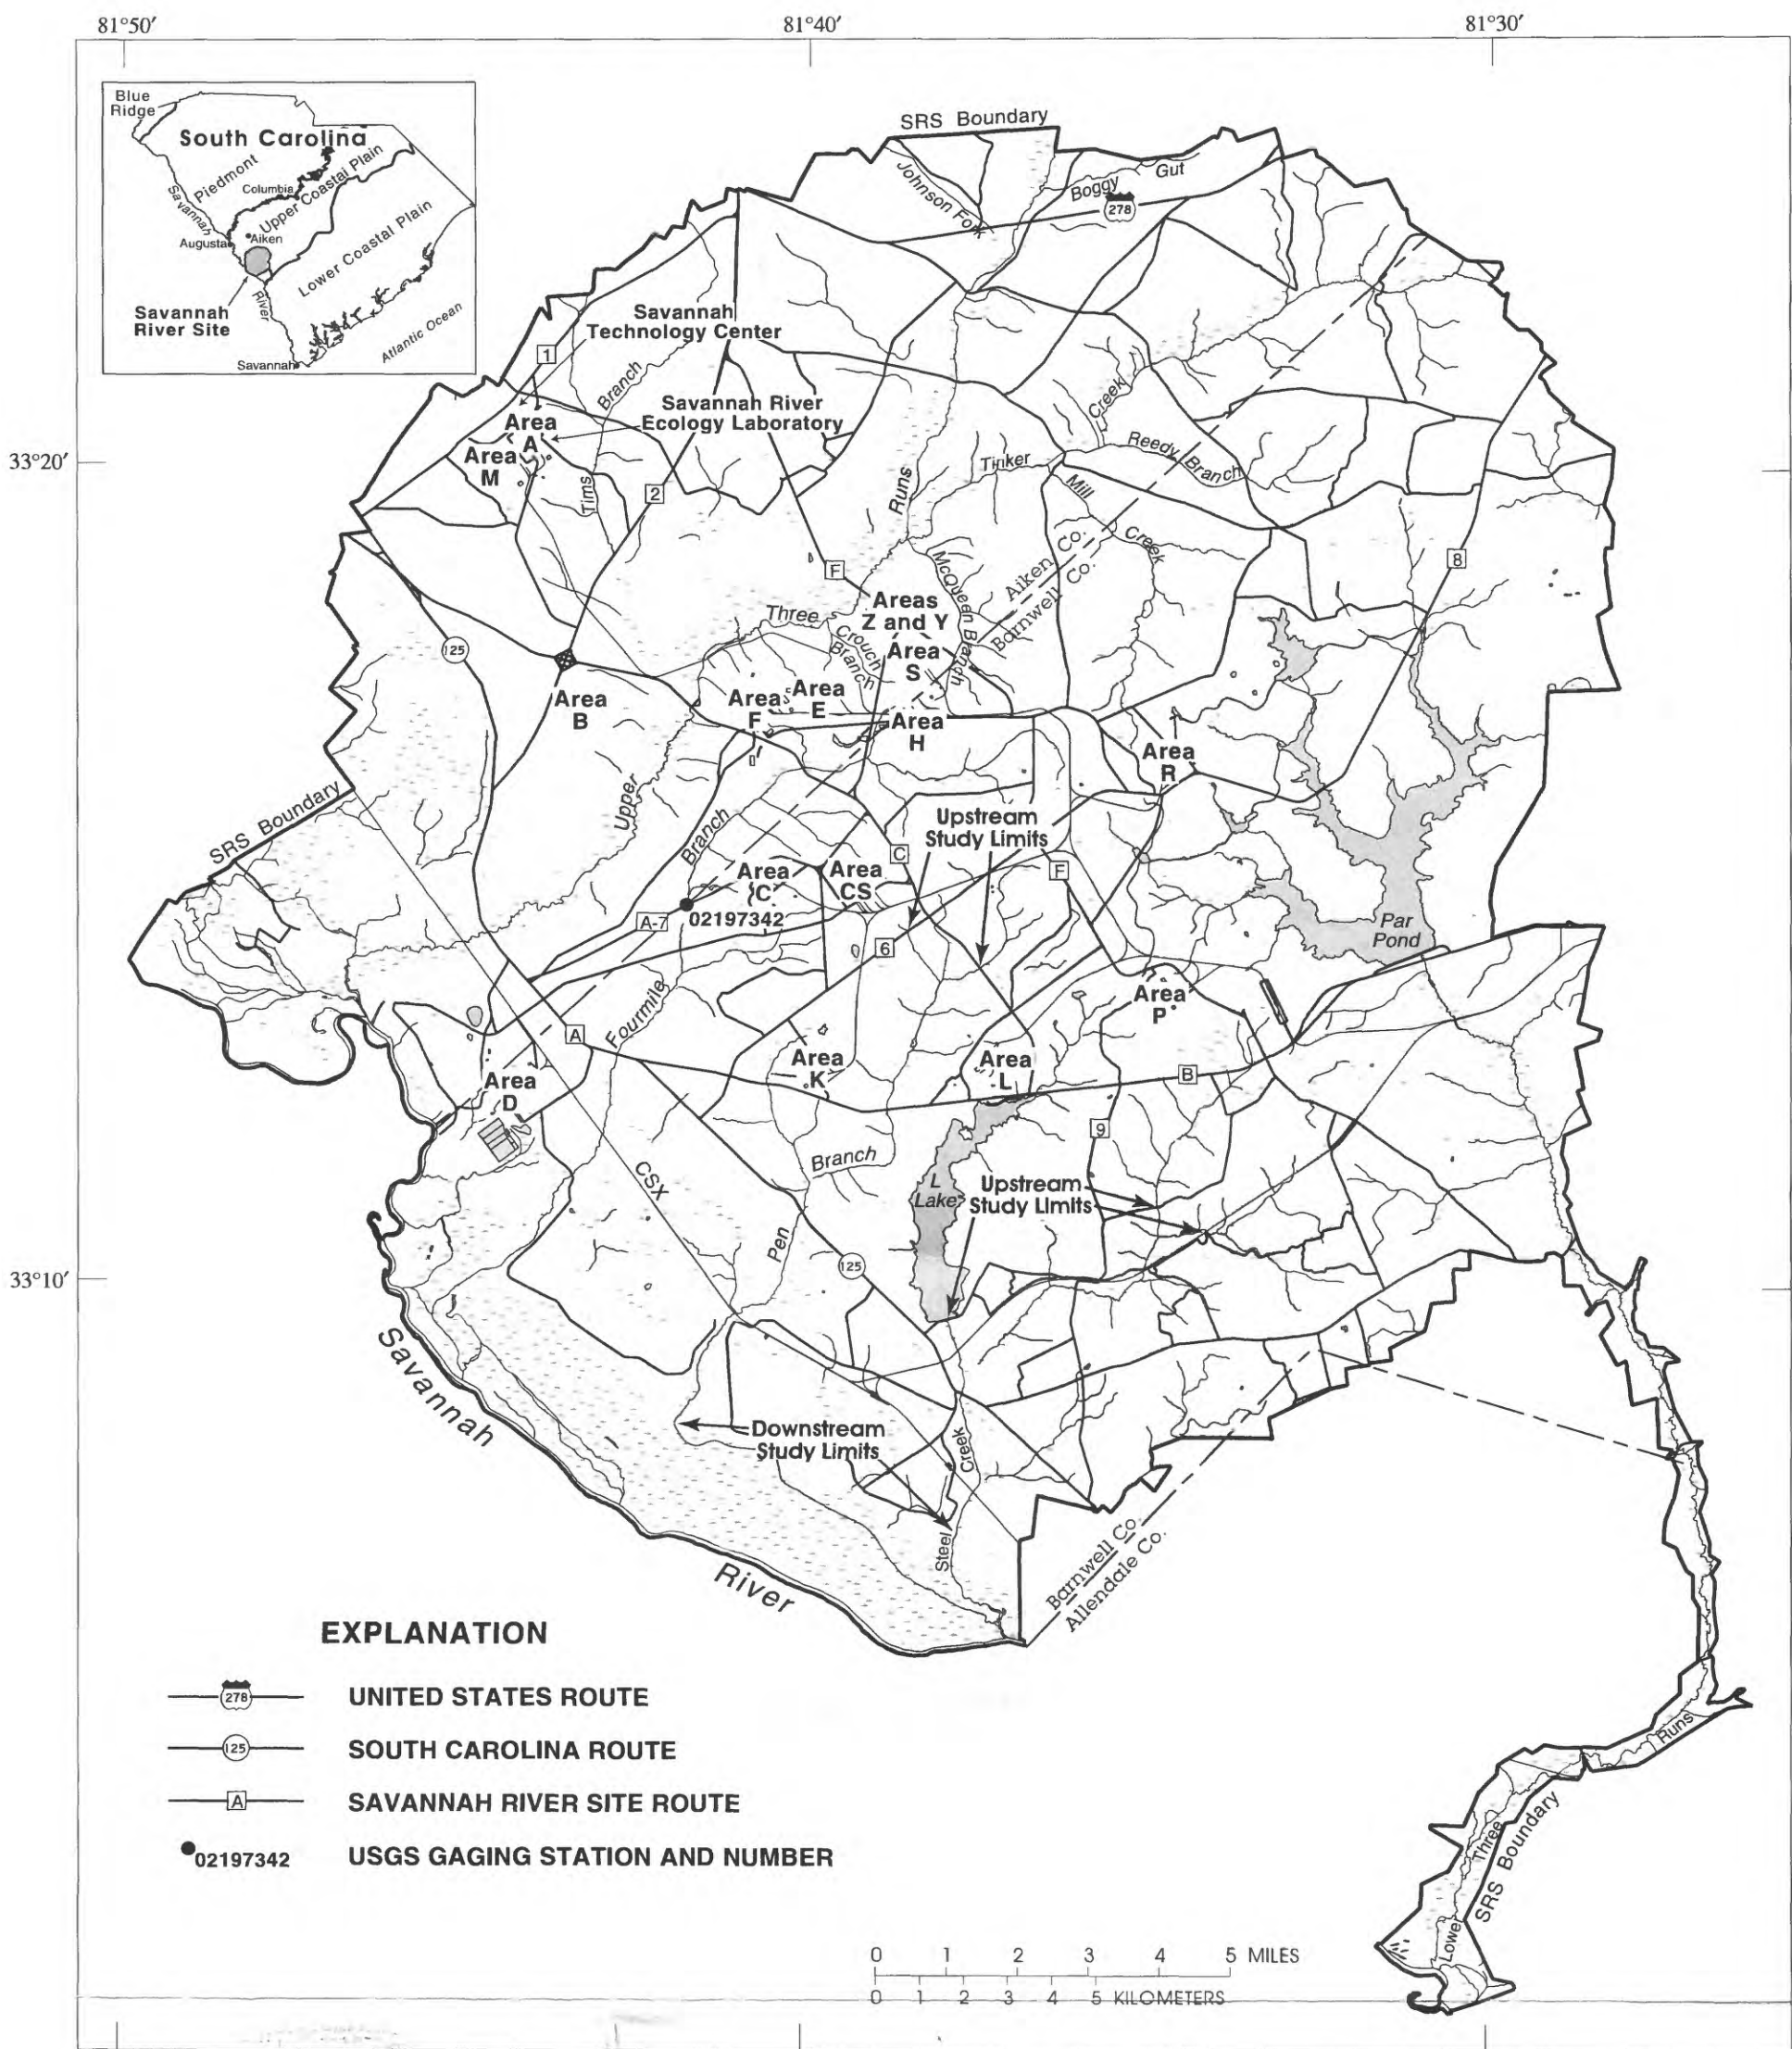 81°50′
81°40′
81°30′
Blue
Ridge
South Carolina
Piedmont
Columbia
Upper Coastal Plain
Savannah
Augusta
Aiken
Lower Coastal Plain
Savannah
River Site
River
Atlantic Ocean
Savannah
SRS Boundary
Johnson Fork
Boggy
Gut
278
Savannah
Technology Center
1
Branch
Savannah River
Ecology Laboratory
Area
A
Area
M
33°20′
Tims
2
Creek
Tinker
Reedy Branch
Runs
Mill
Creek
F
McQueen Branch
Aiken Co.
Barnwell Co.
8
Three
Areas
Z and Y
Crouch
Branch
Area
S
125
Area
B
Area
F
Area
E
Area
H
Area
R
Upper
SRS Boundary
Branch
Upstream
Study Limits
C
F
Area
C
Area
CS
A-7
02197342
6
Par
Pond
Fourmile
Area
P
A
Area
K
Area
L
B
Area
D
9
CSX
Branch
L
Lake
Upstream
Study Limits
Pen
125
33°10′
Savannah
Downstream
Study Limits
Creek
Steel
River
Barnwell Co.
Allendale Co.
EXPLANATION
278
UNITED STATES ROUTE
125
SOUTH CAROLINA ROUTE
A
SAVANNAH RIVER SITE ROUTE
02197342
USGS GAGING STATION AND NUMBER
Runs
Three
SRS Boundary
Lower
0 1 2 3 4 5 MILES
0 1 2 3 4 5 KILOMETERS